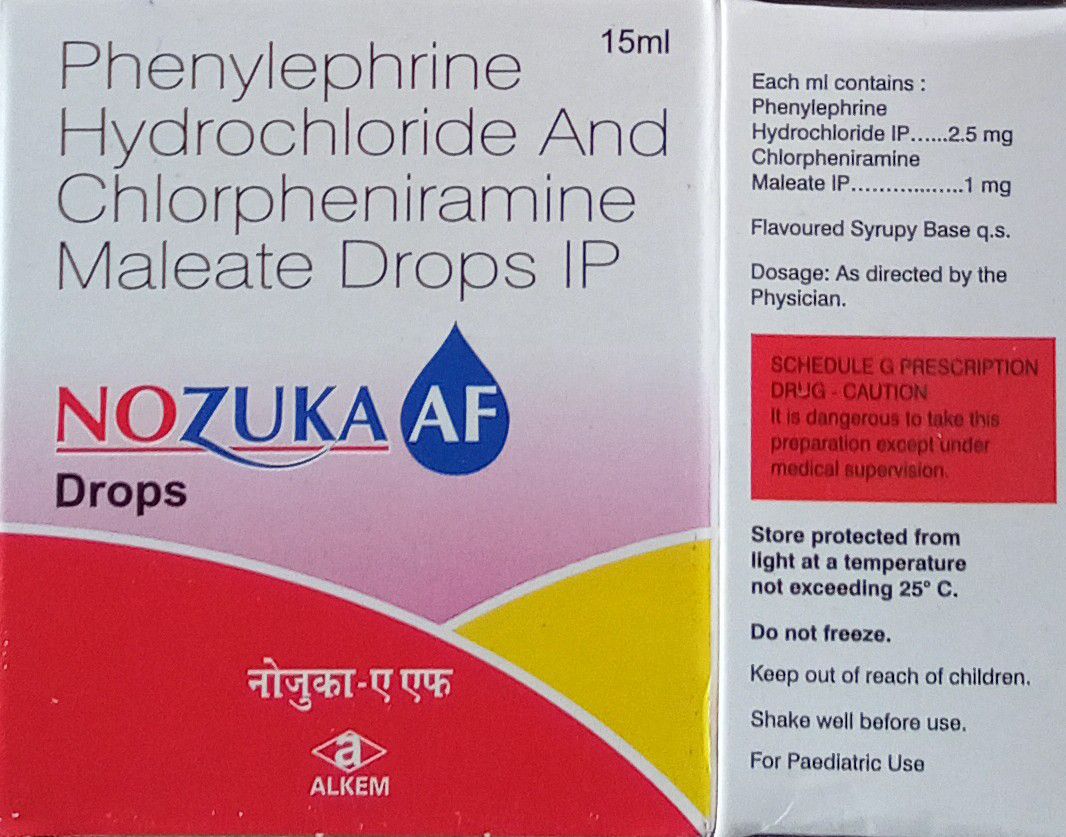 Phenylephrine
15ml
Hydrochloride And
Chlorpheniramine
Maleate Drops IP
NOZUKA AF
Drops
नोजुका-ए एफ
a
ALKEM
Each ml contains :
Phenylephrine
Hydrochloride IP......2.5 mg
Chlorpheniramine
Maleate IP.................1 mg
Flavoured Syrupy Base q.s.
Dosage: As directed by the
Physician.
SCHEDULE G PRESCRIPTION
DRUG - CAUTION
It is dangerous to take this
preparation except under
medical supervision.
Store protected from
light at a temperature
not exceeding 25° C.
Do not freeze.
Keep out of reach of children.
Shake well before use.
For Paediatric Use